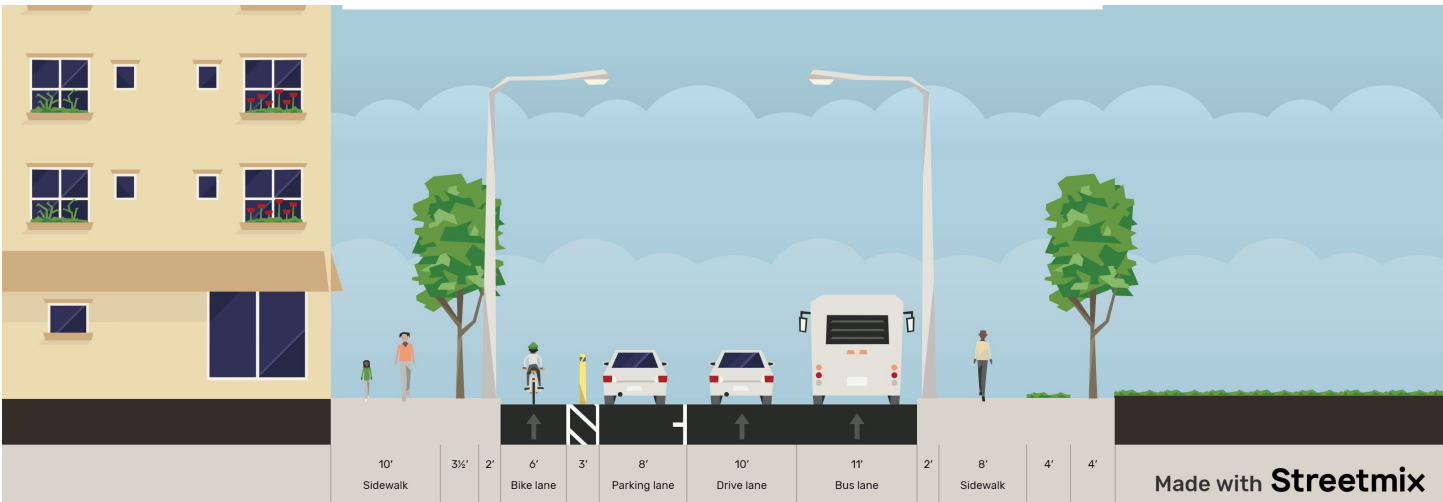 10′ 3½′ 2′ 6′ 3′ 8′ 10′ 11′ 2′ 8′ 4′ 4′
Sidewalk Bike lane Parking lane Drive lane Bus lane Sidewalk
Made with Streetmix